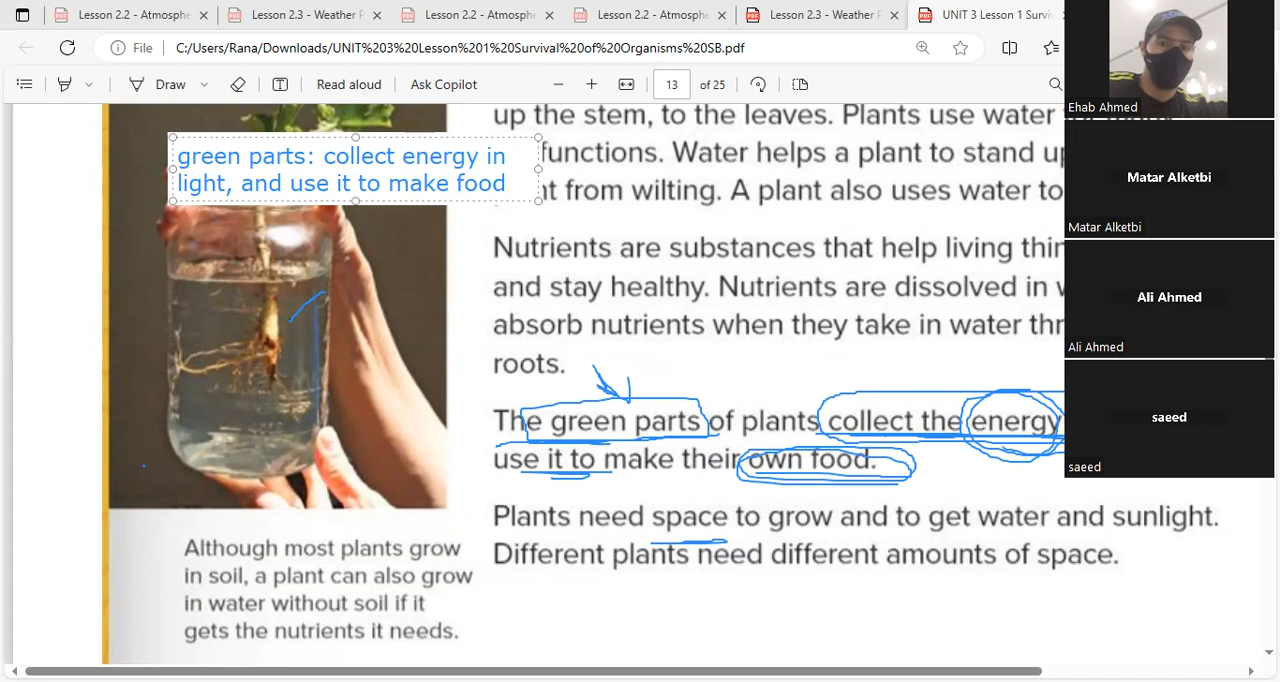 Lesson 2.2 - Atmosphe
Lesson 2.3 - Weather P
Lesson 2.2 - Atmosphe
Lesson 2.2 - Atmosphe
Lesson 2.3 - Weather P
UNIT 3 Lesson 1 Surviv
File
C:/Users/Rana/Downloads/UNIT%203%20Lesson%201%20Survival%20of%20Organisms%20SB.pdf
Draw
Read aloud
Ask Copilot
13
of 25
up the stem, to the leaves. Plants use water
functions. Water helps a plant to stand up
from wilting. A plant also uses water to
green parts: collect energy in
light, and use it to make food
Nutrients are substances that help living thin
and stay healthy. Nutrients are dissolved in
absorb nutrients when they take in water thr
roots.
The green parts of plants collect the energy
use it to make their own food.
Plants need space to grow and to get water and sunlight.
Different plants need different amounts of space.
Although most plants grow
in soil, a plant can also grow
in water without soil if it
gets the nutrients it needs.
Ehab Ahmed
Matar Alketbi
Matar Alketbi
Ali Ahmed
Ali Ahmed
saeed
saeed